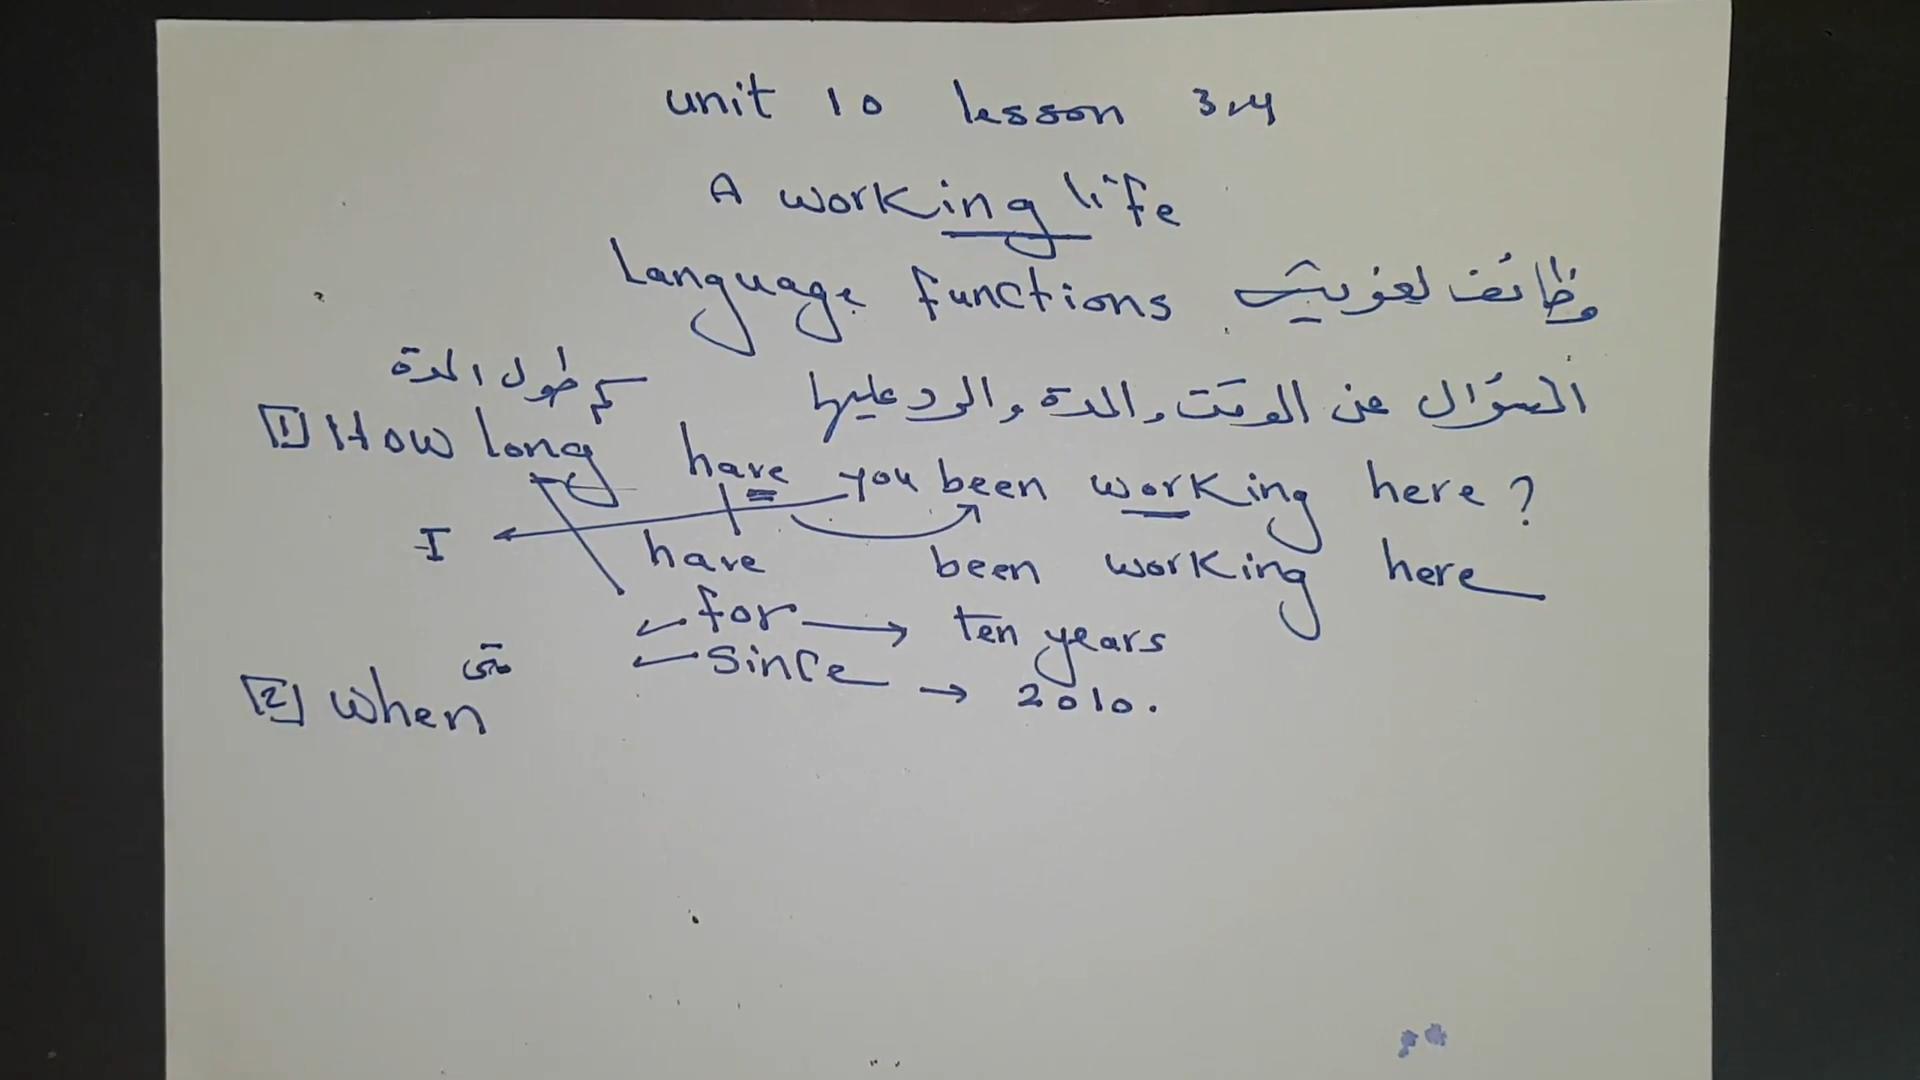 unit 10 lesson 3,4
A working life
Language functions وظائف لغوية
السؤال عن الوقت والمدة والرد عليها
كم طول المدة
[1] How long have you been working here?
I have been working here
for → ten years
since → 2010.
متى
[2] When